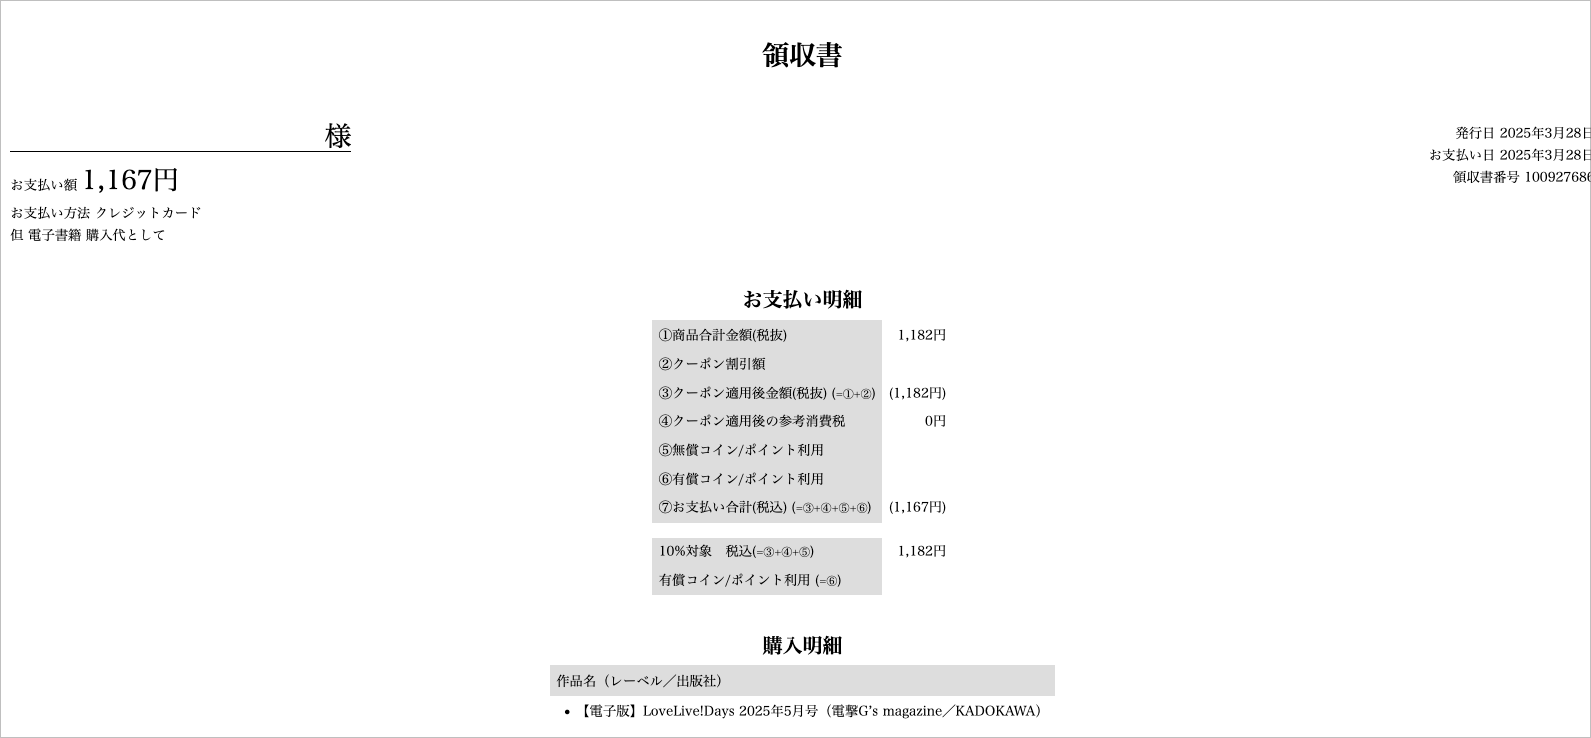 領収書
様
発行日 2025年3月28日
お支払い日 2025年3月28日
領収書番号 100927686
お支払い額 1,167円
お支払い方法 クレジットカード
但 電子書籍 購入代として
お支払い明細
①商品合計金額(税抜) 1,182円
②クーポン割引額
③クーポン適用後金額(税抜) (=①+②) (1,182円)
④クーポン適用後の参考消費税 0円
⑤無償コイン/ポイント利用
⑥有償コイン/ポイント利用
⑦お支払い合計(税込) (=③+④+⑤+⑥) (1,167円)
10%対象　税込(=③+④+⑤) 1,182円
有償コイン/ポイント利用 (=⑥)
購入明細
作品名（レーベル／出版社）
• 【電子版】LoveLive!Days 2025年5月号（電撃G's magazine／KADOKAWA）